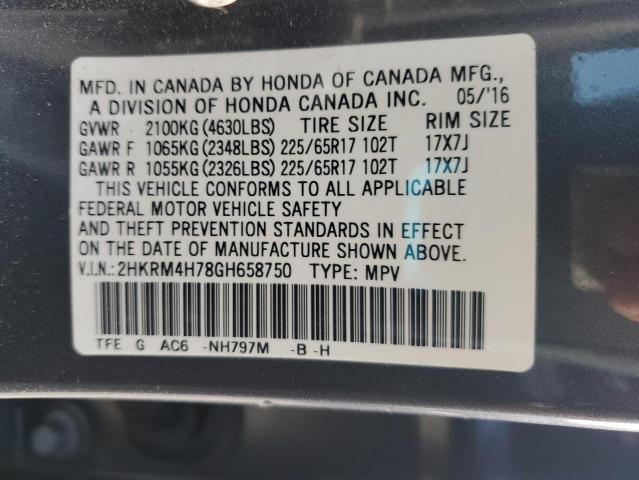 MFD. IN CANADA BY HONDA OF CANADA MFG.,
A DIVISION OF HONDA CANADA INC. 05/'16
GVWR 2100KG (4630LBS) TIRE SIZE RIM SIZE
GAWR F 1065KG (2348LBS) 225/65R17 102T 17X7J
GAWR R 1055KG (2326LBS) 225/65R17 102T 17X7J
THIS VEHICLE CONFORMS TO ALL APPLICABLE
FEDERAL MOTOR VEHICLE SAFETY
AND THEFT PREVENTION STANDARDS IN EFFECT
ON THE DATE OF MANUFACTURE SHOWN ABOVE.
V.I.N.: 2HKRM4H78GH658750 TYPE: MPV
TFE G AC6 -NH797M -B -H